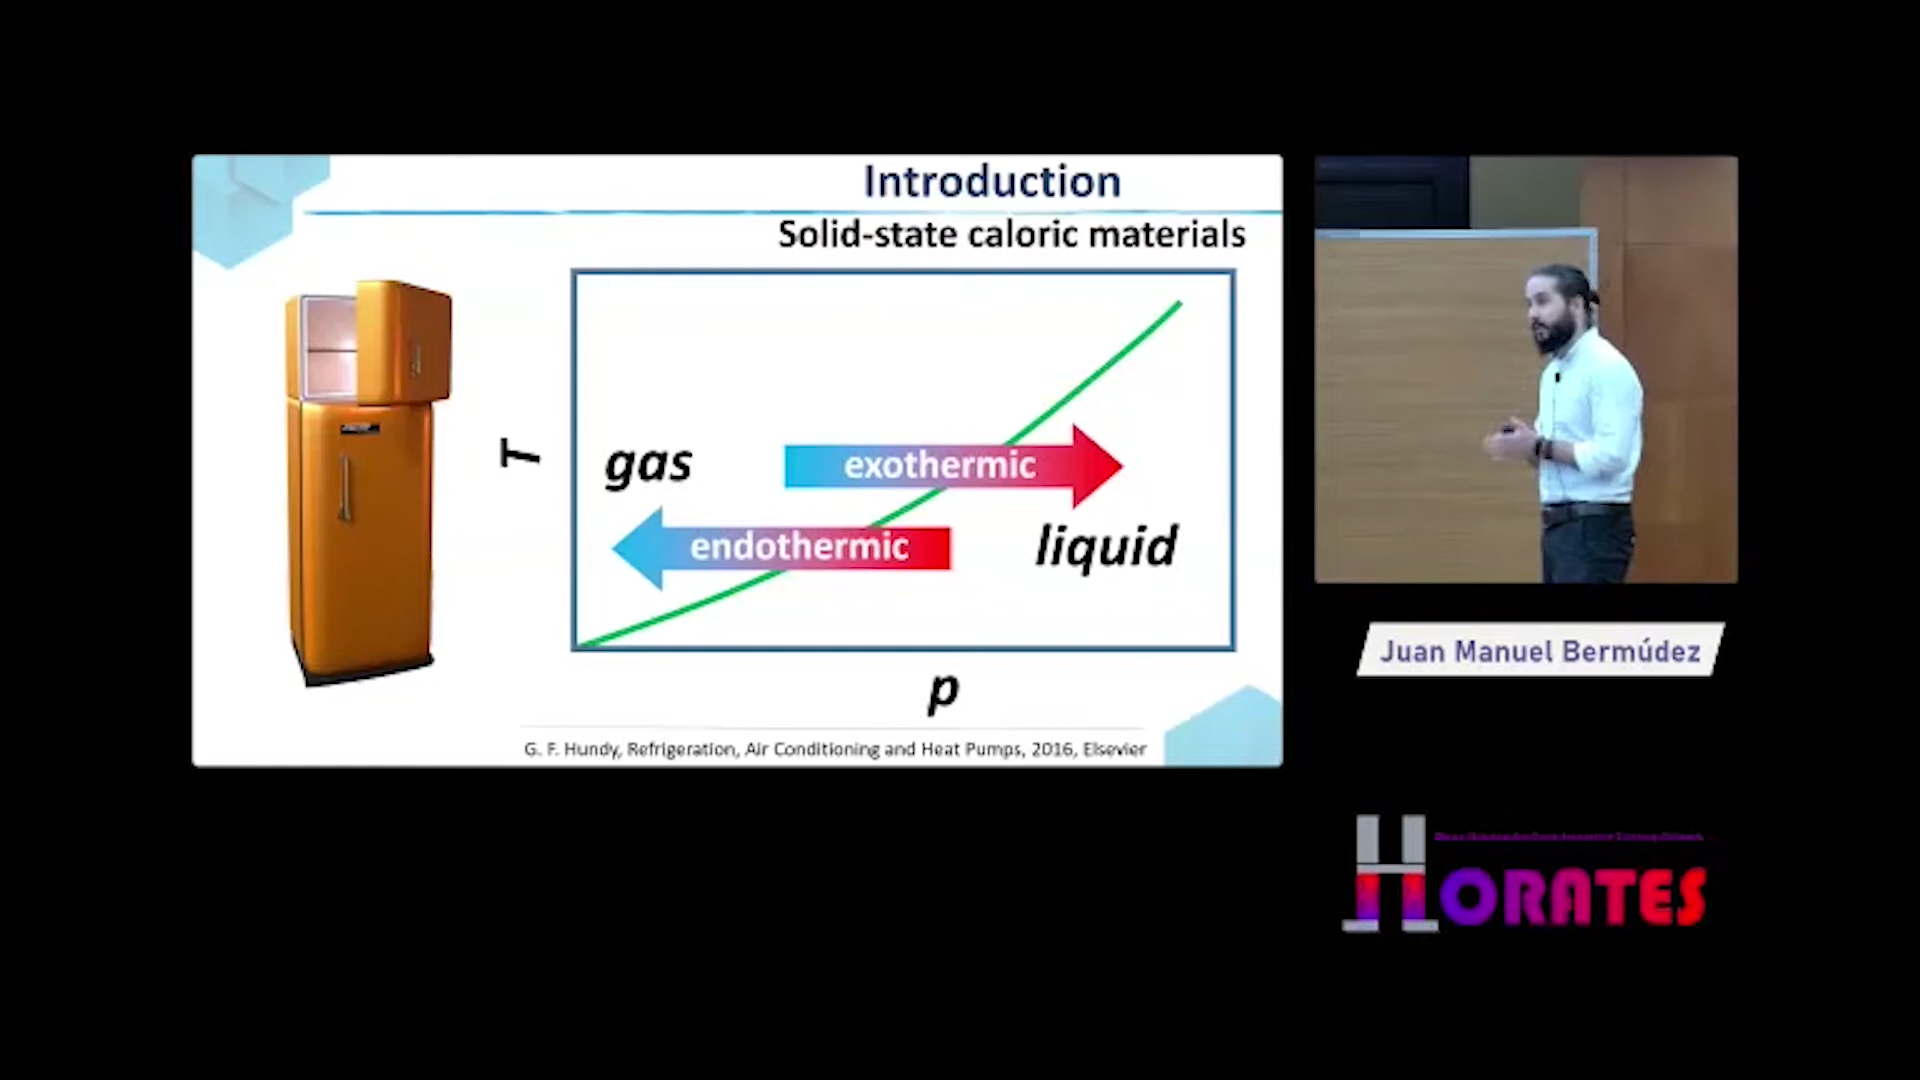 Introduction
Solid-state caloric materials
T
gas
exothermic
endothermic
liquid
p
G. F. Hundy, Refrigeration, Air Conditioning and Heat Pumps, 2016, Elsevier
Juan Manuel Bermúdez
HORATES